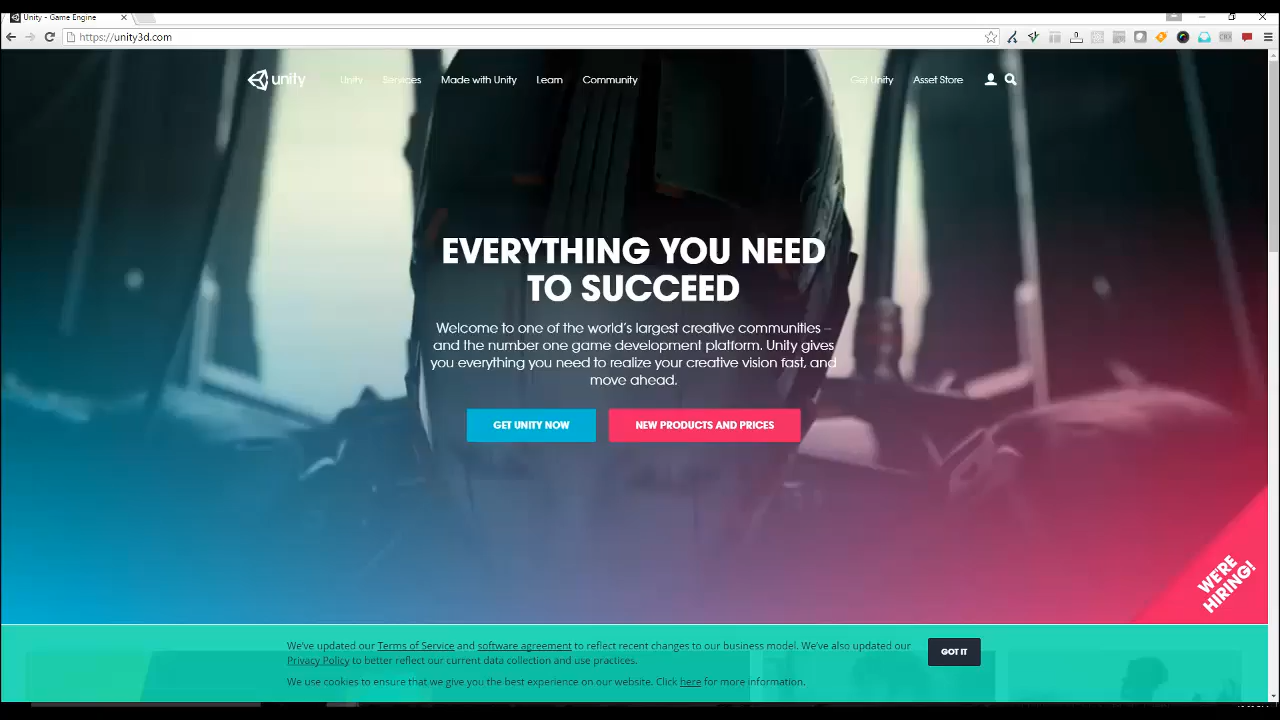 Unity - Game Engine
https://unity3d.com
unity
Unity Services Made with Unity Learn Community Get Unity Asset Store
EVERYTHING YOU NEED
TO SUCCEED
Welcome to one of the world's largest creative communities –
and the number one game development platform. Unity gives
you everything you need to realize your creative vision fast, and
move ahead.
GET UNITY NOW
NEW PRODUCTS AND PRICES
WE'RE
HIRING!
We've updated our Terms of Service and software agreement to reflect recent changes to our business model. We've also updated our
Privacy Policy to better reflect our current data collection and use practices.
GOT IT
We use cookies to ensure that we give you the best experience on our website. Click here for more information.